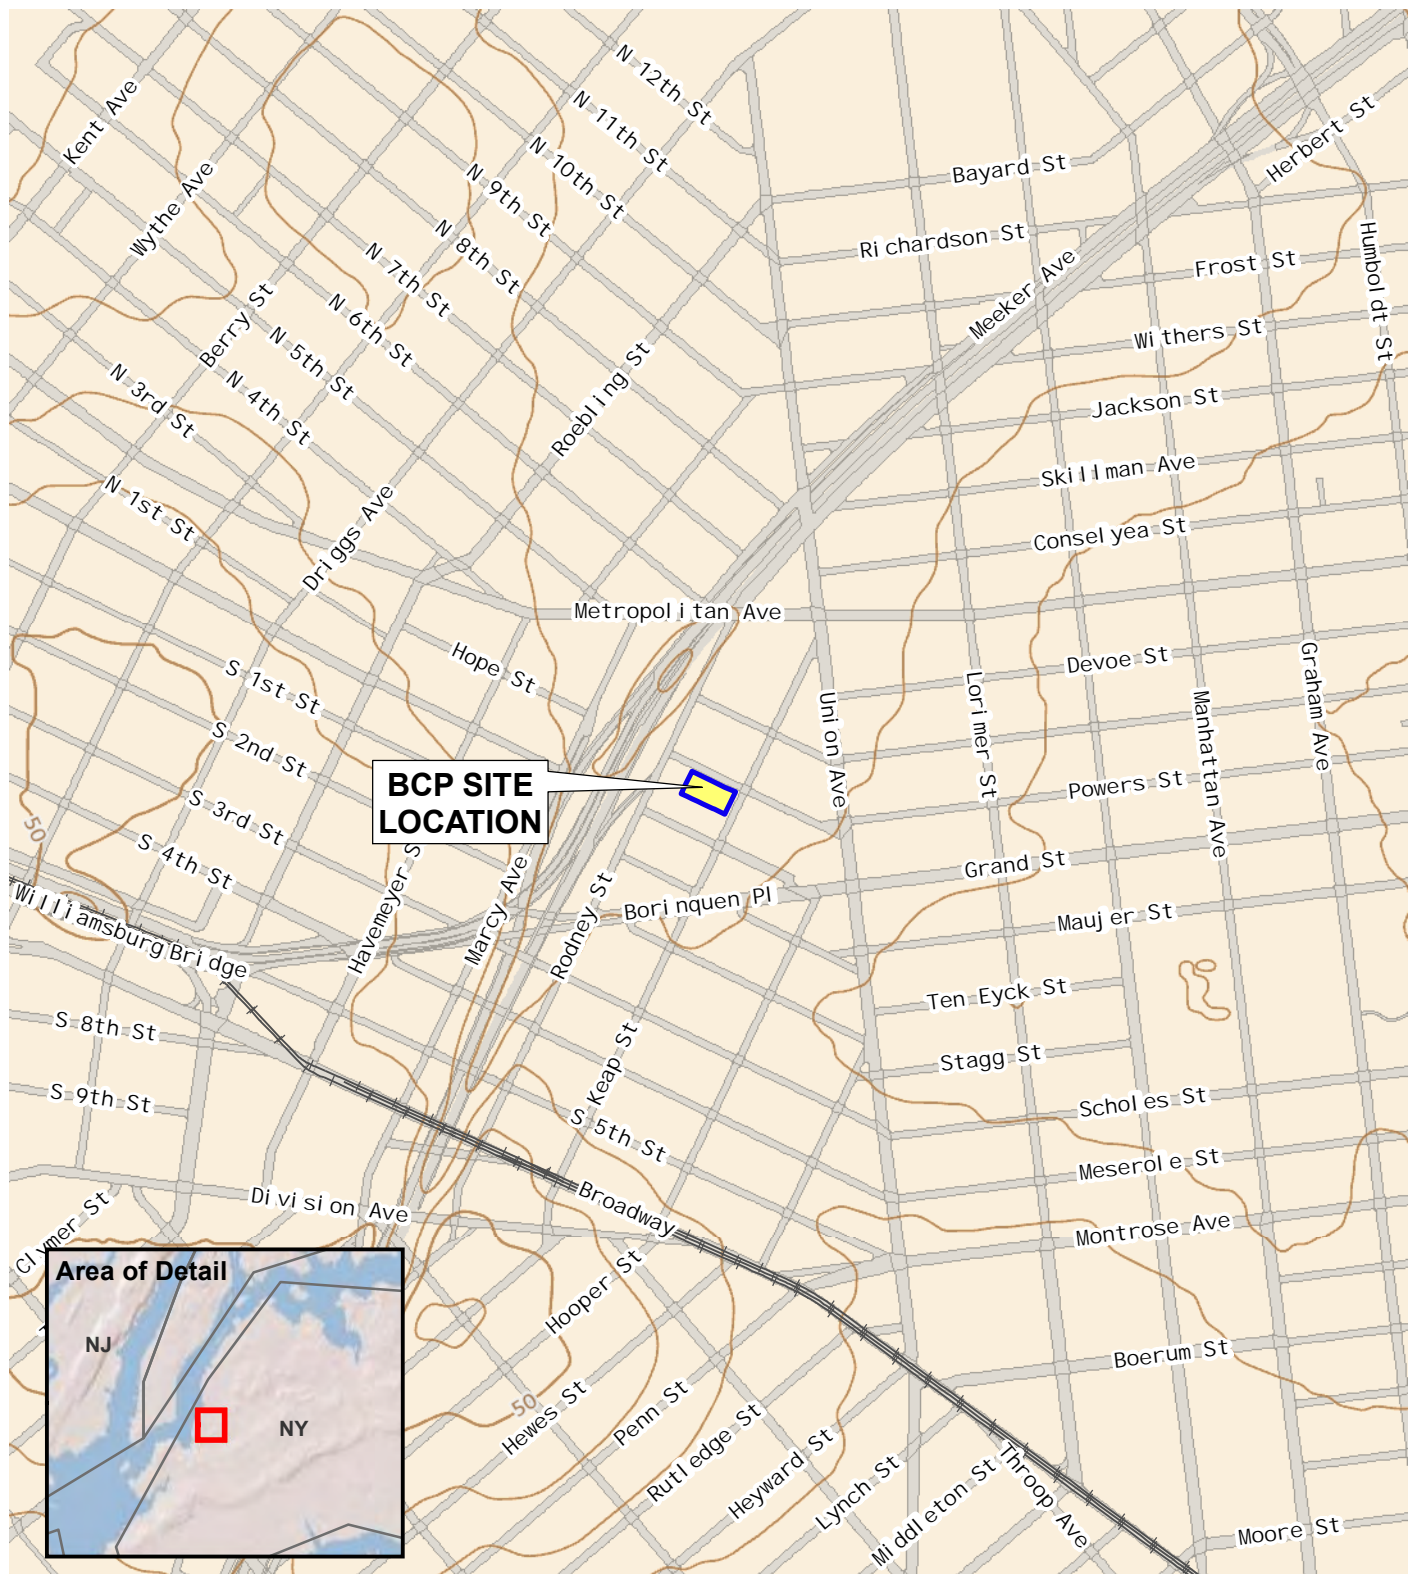 N 12th St
Kent Ave
N 11th St
Herbert St
N 10th St
Bayard St
N 9th St
Wythe Ave
N 8th St
Richardson St
Humboldt St
N 7th St
Frost St
Meeker Ave
N 6th St
Berry St
Withers St
N 5th St
Roebling St
N 3rd St
N 4th St
Jackson St
Skillman Ave
N 1st St
Driggs Ave
Conselyea St
Metropolitan Ave
Hope St
Devoe St
S 1st St
Graham Ave
Union Ave
Lorimer St
Manhattan Ave
S 2nd St
BCP SITE
LOCATION
Powers St
S 3rd St
50
S 4th St
Grand St
Havemeyer S
Marcy Ave
Rodney St
Borinquen Pl
Maujer St
Williamsburg Bridge
Ten Eyck St
S 8th St
Keap St
Stagg St
S 9th St
Scholes St
S 5th St
Meserole St
Division Ave
Broadway
Montrose Ave
Clymer St
Area of Detail
Hooper St
NJ
Boerum St
50
Hewes St
Penn St
NY
Rutledge St
Heyward St
Lynch St
Middleton St
Throop Ave
Moore St